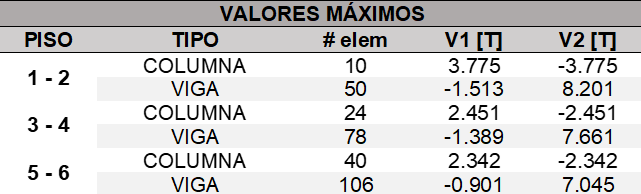 VALORES MÁXIMOS
PISO TIPO # elem V1 [T] V2 [T]
1 - 2 COLUMNA 10 3.775 -3.775
VIGA 50 -1.513 8.201
3 - 4 COLUMNA 24 2.451 -2.451
VIGA 78 -1.389 7.661
5 - 6 COLUMNA 40 2.342 -2.342
VIGA 106 -0.901 7.045